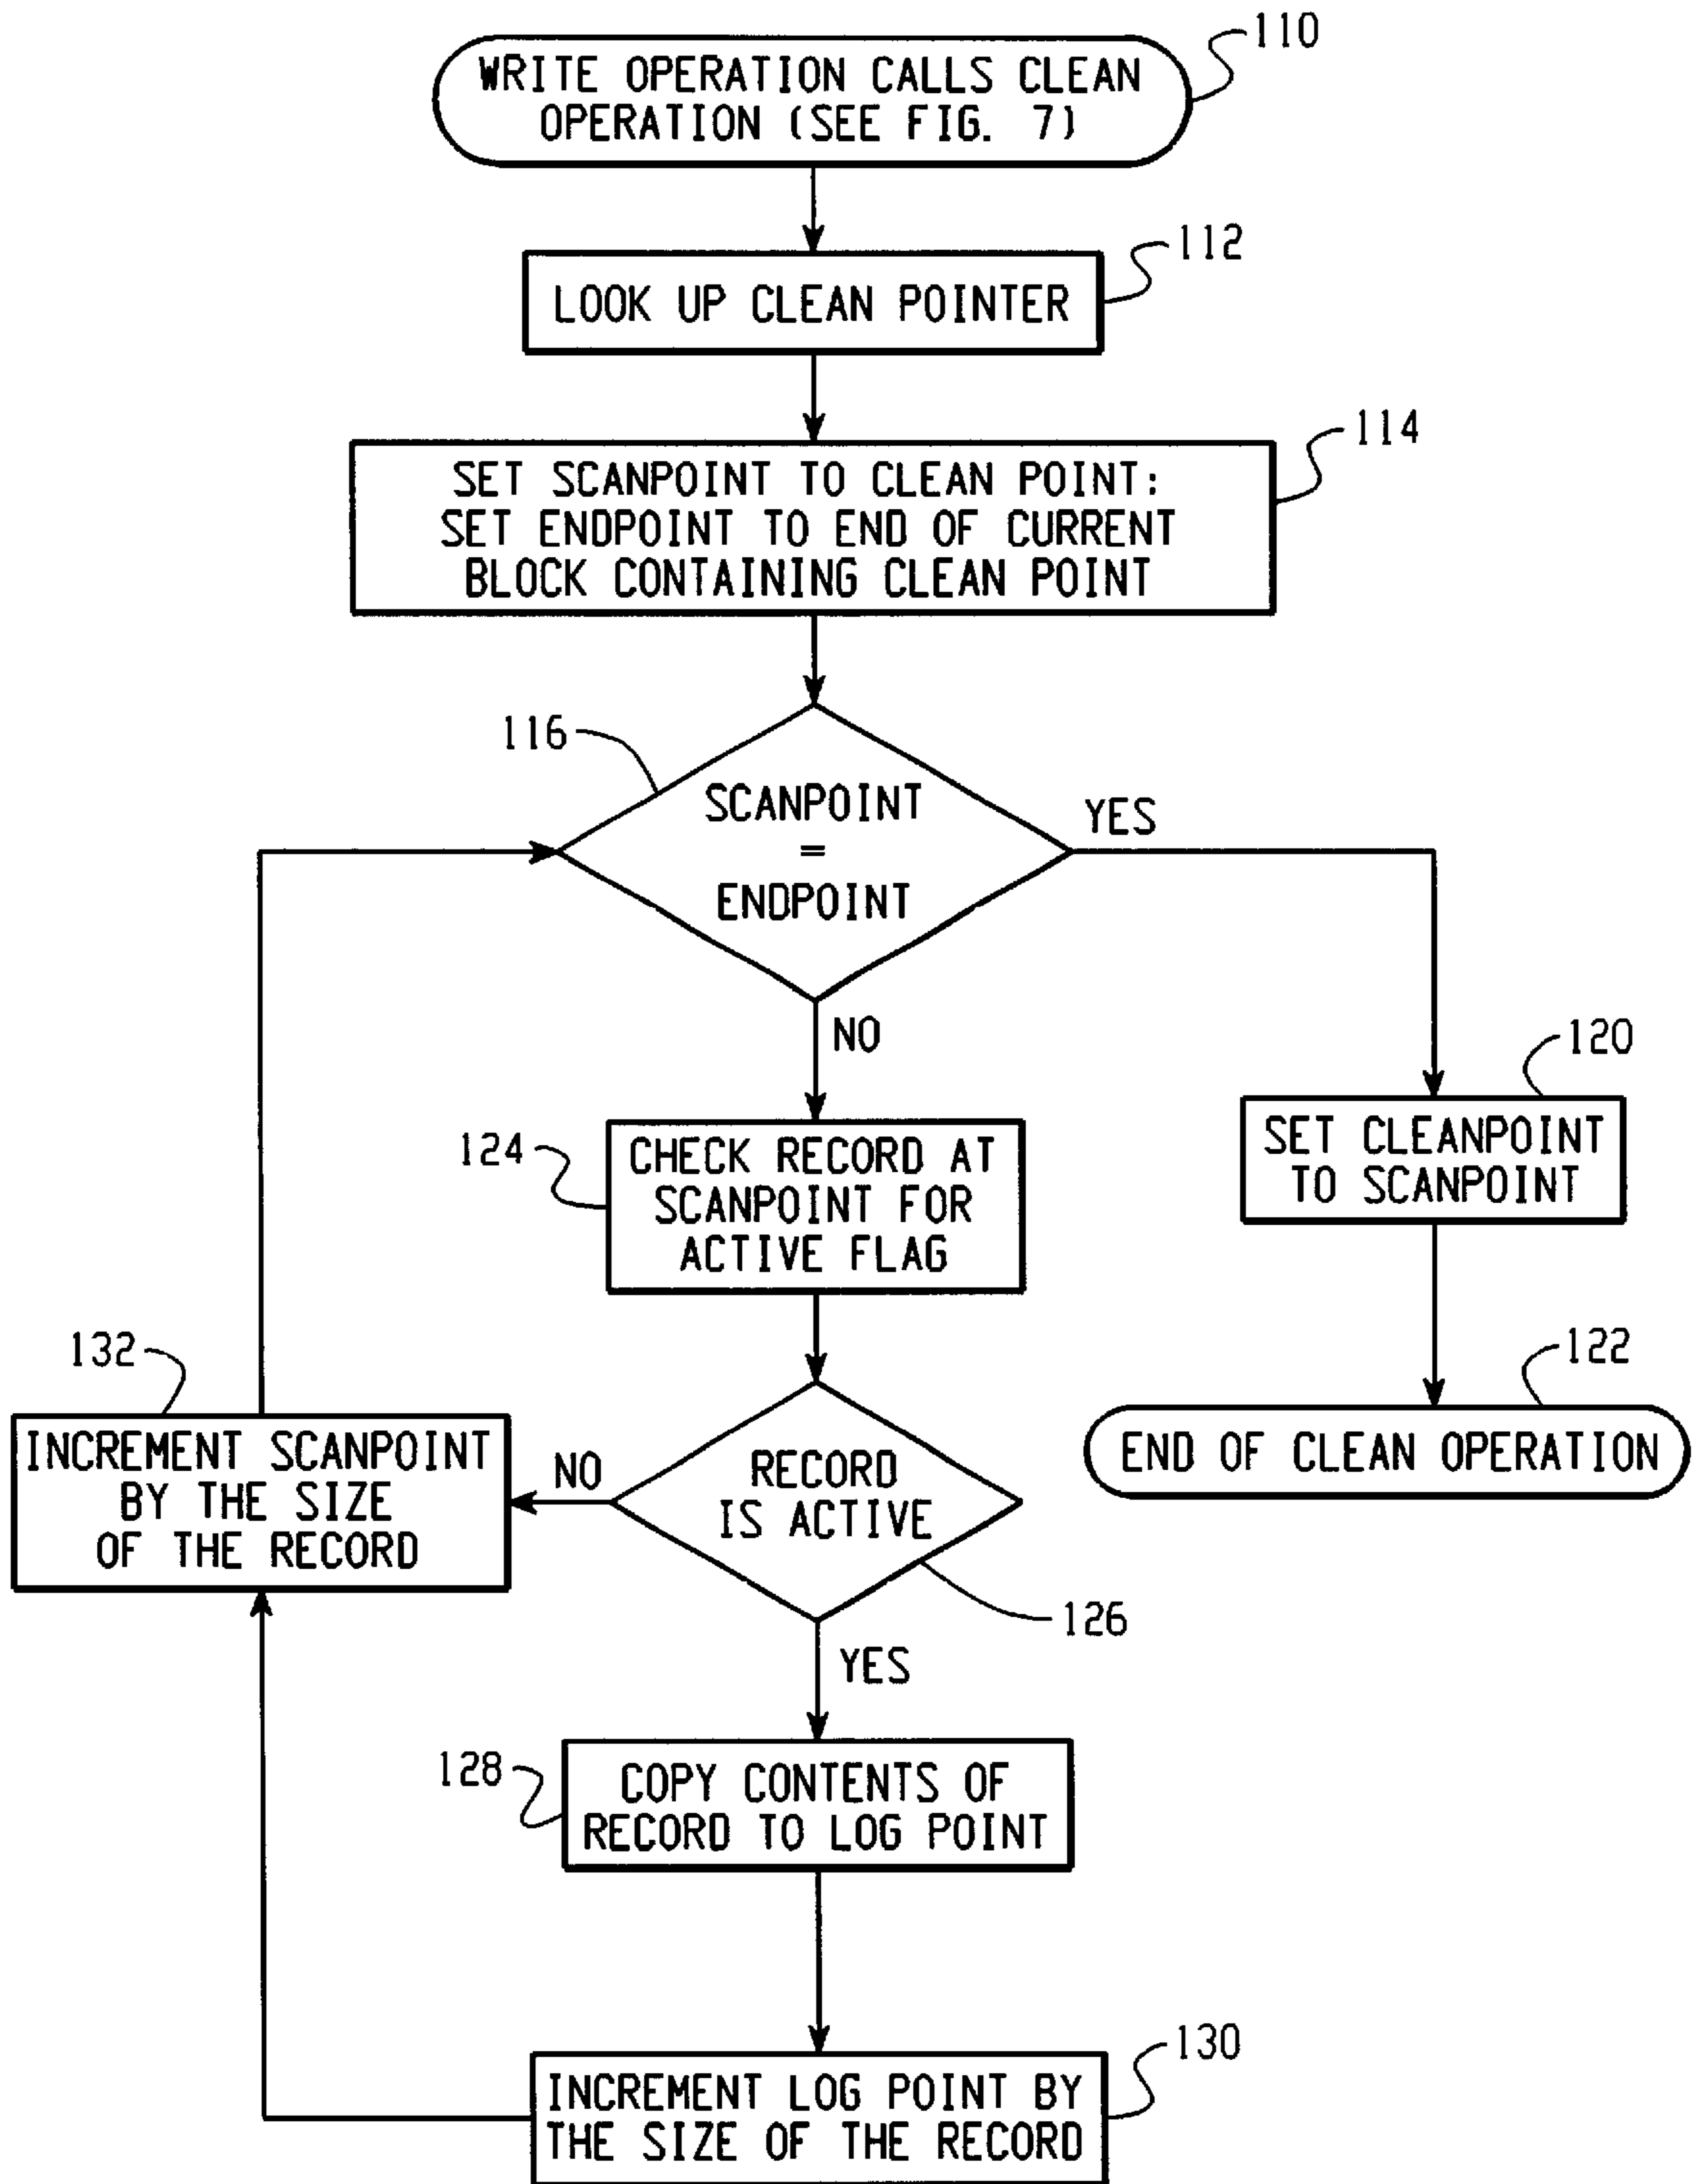 110
WRITE OPERATION CALLS CLEAN
OPERATION (SEE FIG. 7)
112
LOOK UP CLEAN POINTER
114
SET SCANPOINT TO CLEAN POINT:
SET ENDPOINT TO END OF CURRENT
BLOCK CONTAINING CLEAN POINT
116
SCANPOINT
=
ENDPOINT
YES
NO
120
SET CLEANPOINT
TO SCANPOINT
124
CHECK RECORD AT
SCANPOINT FOR
ACTIVE FLAG
122
END OF CLEAN OPERATION
132
INCREMENT SCANPOINT
BY THE SIZE
OF THE RECORD
NO
RECORD
IS ACTIVE
126
YES
128
COPY CONTENTS OF
RECORD TO LOG POINT
130
INCREMENT LOG POINT BY
THE SIZE OF THE RECORD